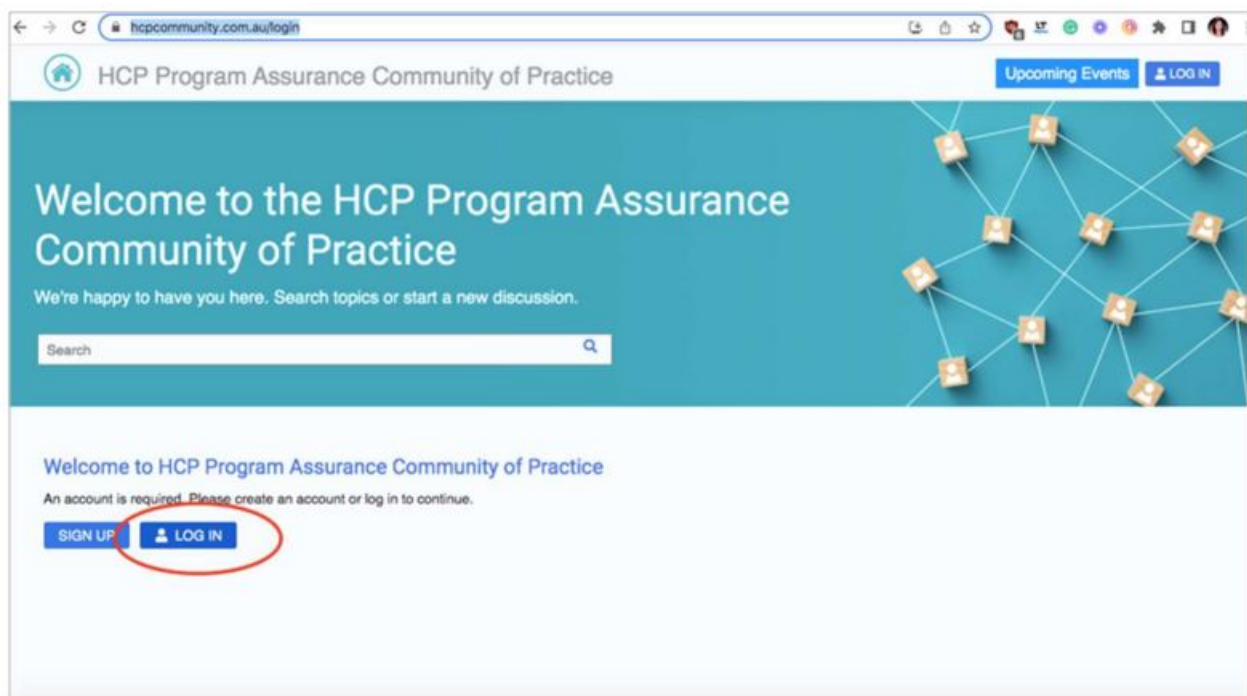 hcpcommunity.com.au/login
HCP Program Assurance Community of Practice
Upcoming Events
LOG IN
Welcome to the HCP Program Assurance
Community of Practice
We're happy to have you here. Search topics or start a new discussion.
Search
Welcome to HCP Program Assurance Community of Practice
An account is required. Please create an account or log in to continue.
SIGN UP
LOG IN